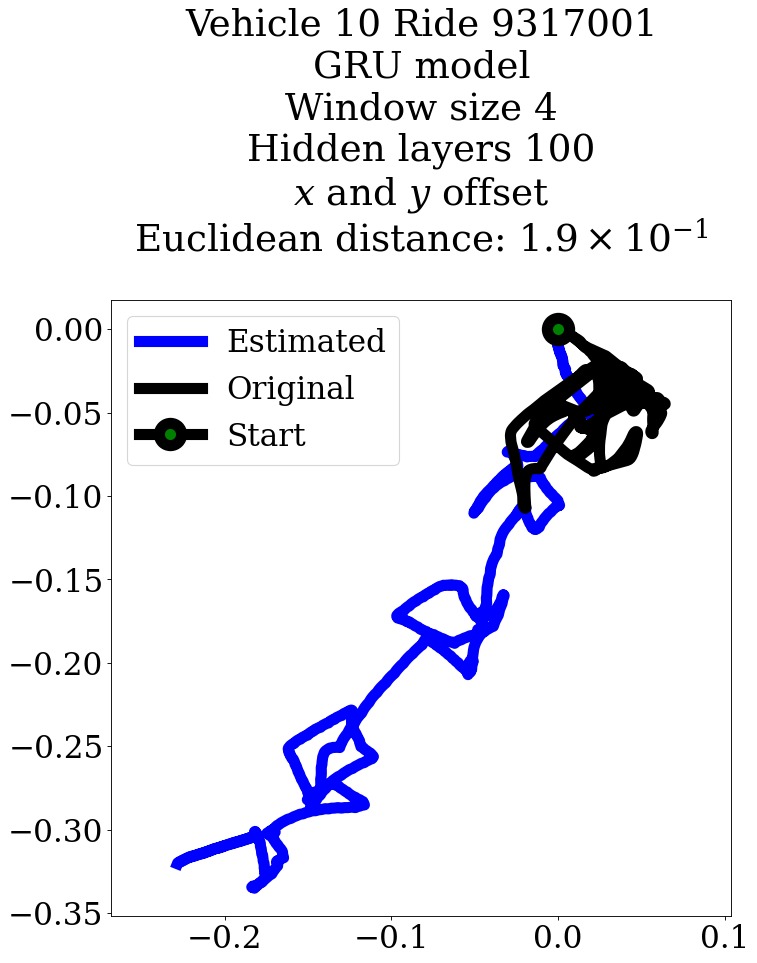 Vehicle 10 Ride 9317001
GRU model
Window size 4
Hidden layers 100
x and y offset
Euclidean distance: 1.9 × 10⁻¹
Estimated
Original
Start
0.00
−0.05
−0.10
−0.15
−0.20
−0.25
−0.30
−0.35
−0.2
−0.1
0.0
0.1